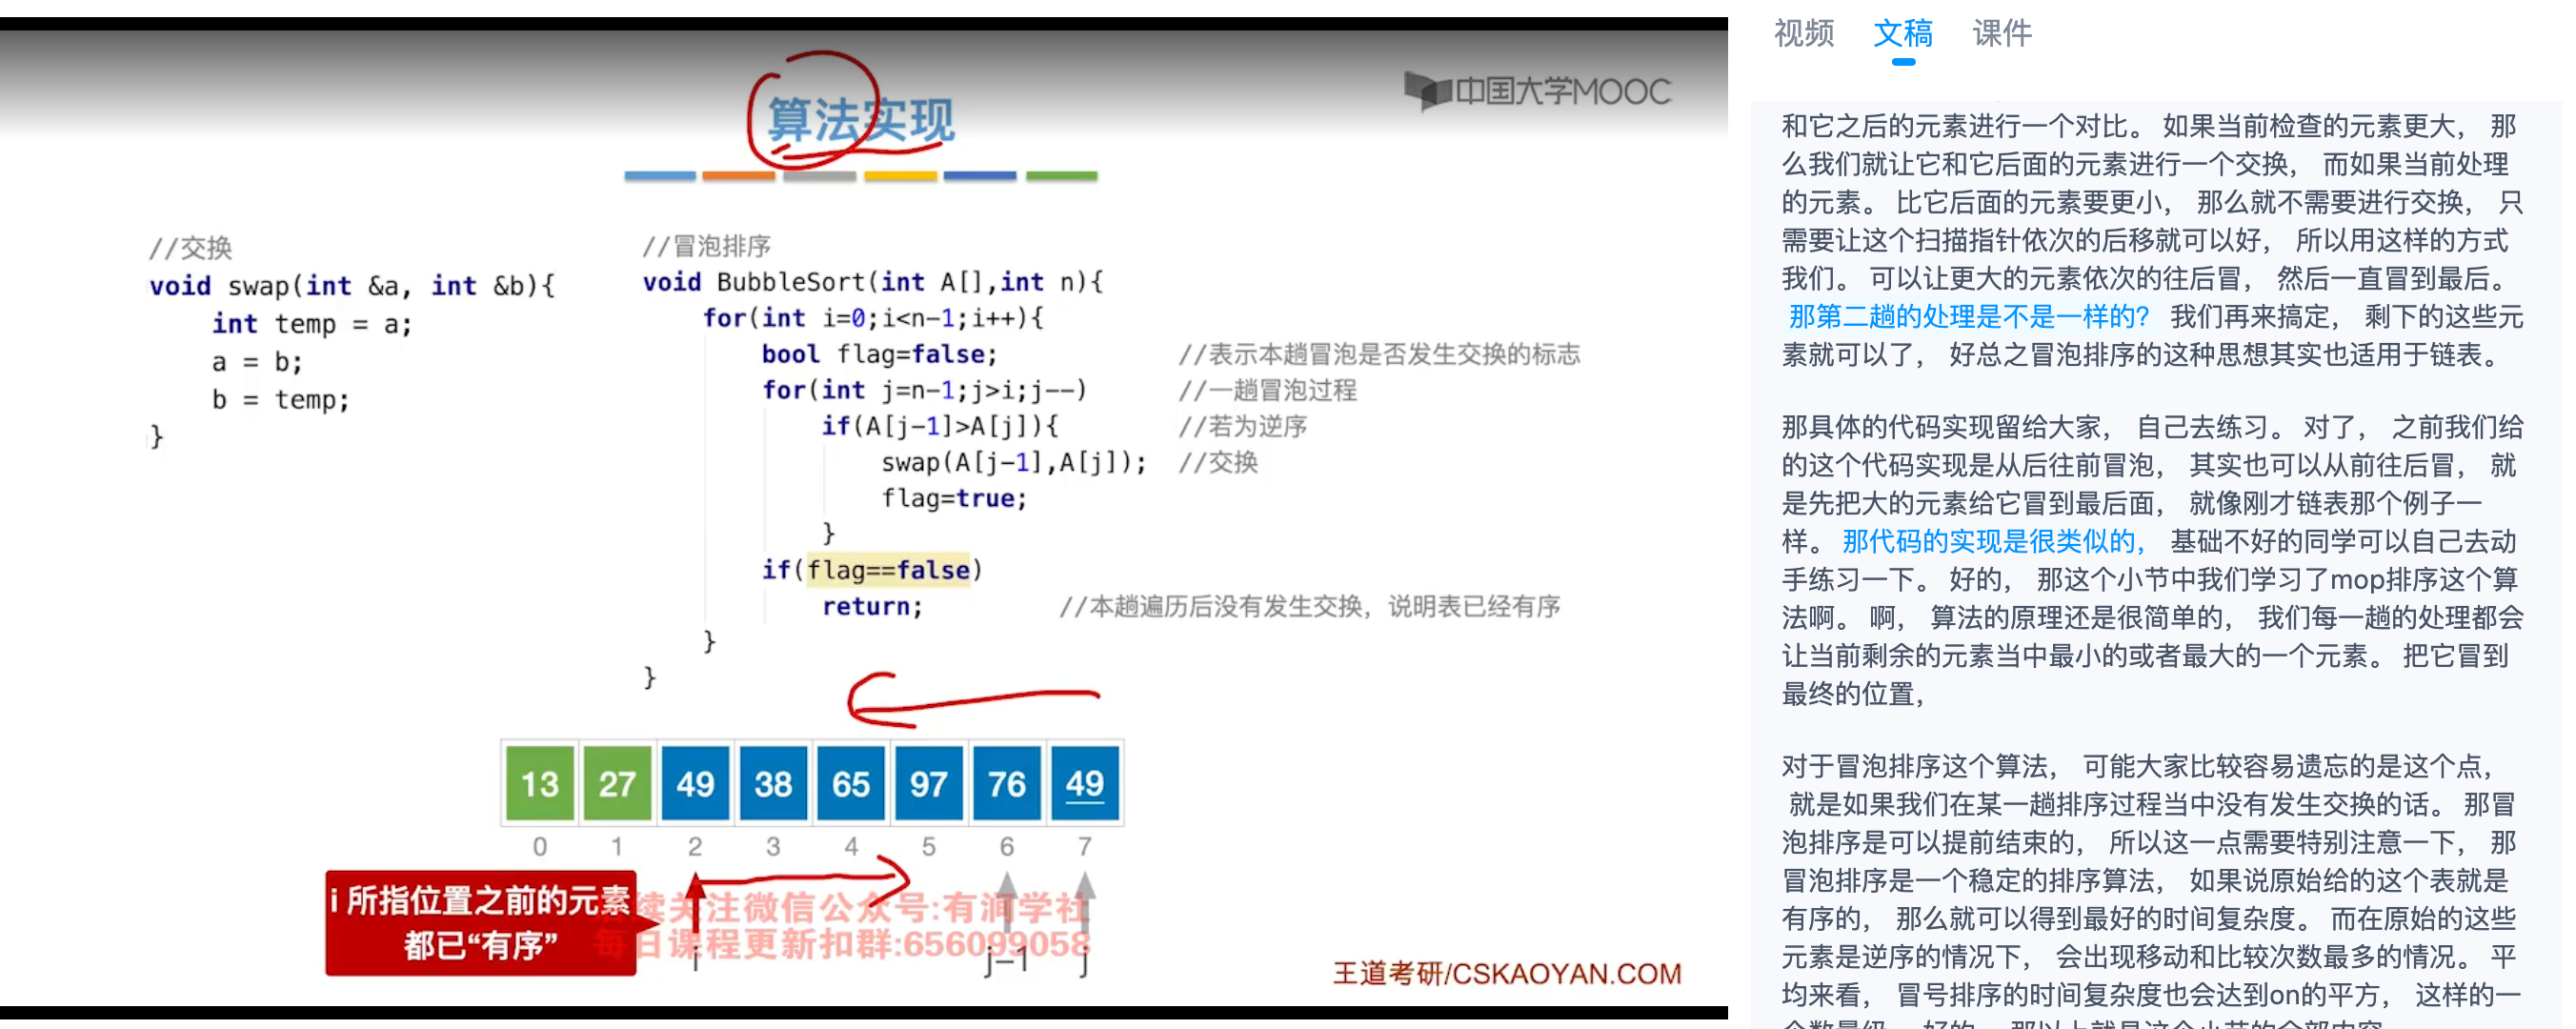 算法实现
中国大学MOOC
//交换
void swap(int &a, int &b){
    int temp = a;
    a = b;
    b = temp;
}
//冒泡排序
void BubbleSort(int A[],int n){
    for(int i=0;i<n-1;i++){
        bool flag=false; //表示本趟冒泡是否发生交换的标志
        for(int j=n-1;j>i;j--) //一趟冒泡过程
            if(A[j-1]>A[j]){ //若为逆序
                swap(A[j-1],A[j]); //交换
                flag=true;
            }
        if(flag==false)
            return; //本趟遍历后没有发生交换，说明表已经有序
    }
}
13 27 49 38 65 97 76 49
0 1 2 3 4 5 6 7
i 所指位置之前的元素
都已“有序”
续关注微信公众号:有润学社
每日课程更新扣群:656099058
i j-1 j
王道考研/CSKAOYAN.COM
视频 文稿 课件
和它之后的元素进行一个对比。 如果当前检查的元素更大， 那
么我们就让它和它后面的元素进行一个交换， 而如果当前处理
的元素。 比它后面的元素要更小， 那么就不需要进行交换， 只
需要让这个扫描指针依次的后移就可以好， 所以用这样的方式
我们。 可以让更大的元素依次的往后冒， 然后一直冒到最后。
那第二趟的处理是不是一样的？ 我们再来搞定， 剩下的这些元
素就可以了， 好总之冒泡排序的这种思想其实也适用于链表。
那具体的代码实现留给大家， 自己去练习。 对了， 之前我们给
的这个代码实现是从后往前冒泡， 其实也可以从前往后冒， 就
是先把大的元素给它冒到最后面， 就像刚才链表那个例子一
样。 那代码的实现是很类似的， 基础不好的同学可以自己去动
手练习一下。 好的， 那这个小节中我们学习了mop排序这个算
法啊。 啊， 算法的原理还是很简单的， 我们每一趟的处理都会
让当前剩余的元素当中最小的或者最大的一个元素。 把它冒到
最终的位置，
对于冒泡排序这个算法， 可能大家比较容易遗忘的是这个点，
就是如果我们在某一趟排序过程当中没有发生交换的话。 那冒
泡排序是可以提前结束的， 所以这一点需要特别注意一下， 那
冒泡排序是一个稳定的排序算法， 如果说原始给的这个表就是
有序的， 那么就可以得到最好的时间复杂度。 而在原始的这些
元素是逆序的情况下， 会出现移动和比较次数最多的情况。 平
均来看， 冒号排序的时间复杂度也会达到on的平方， 这样的一